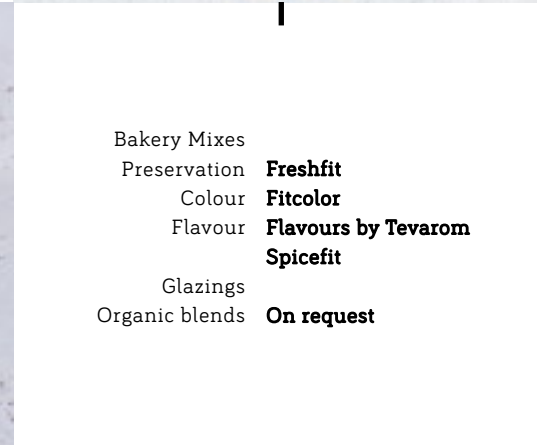 Bakery Mixes
Preservation Freshfit
Colour Fitcolor
Flavour Flavours by Tevarom
Spicefit
Glazings
Organic blends On request